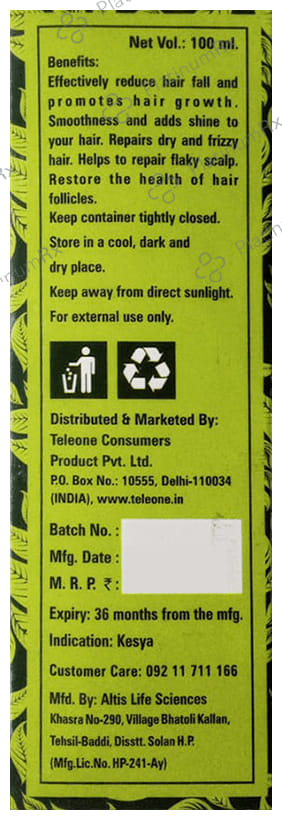 Net Vol.: 100 ml.
Benefits:
Effectively reduce hair fall and
promotes hair growth.
Smoothness and adds shine to
your hair. Repairs dry and frizzy
hair. Helps to repair flaky scalp.
Restore the health of hair
follicles.
Keep container tightly closed.
Store in a cool, dark and
dry place.
Keep away from direct sunlight.
For external use only.
Distributed & Marketed By:
Teleone Consumers
Product Pvt. Ltd.
P.O. Box No.: 10555, Delhi-110034
(INDIA), www.teleone.in
Batch No. :
Mfg. Date :
M. R. P. ₹ :
Expiry: 36 months from the mfg.
Indication: Kesya
Customer Care: 092 11 711 166
Mfd. By: Altis Life Sciences
Khasra No-290, Village Bhatoli Kallan,
Tehsil-Baddi, Disstt. Solan H.P.
(Mfg.Lic.No. HP-241-Ay)